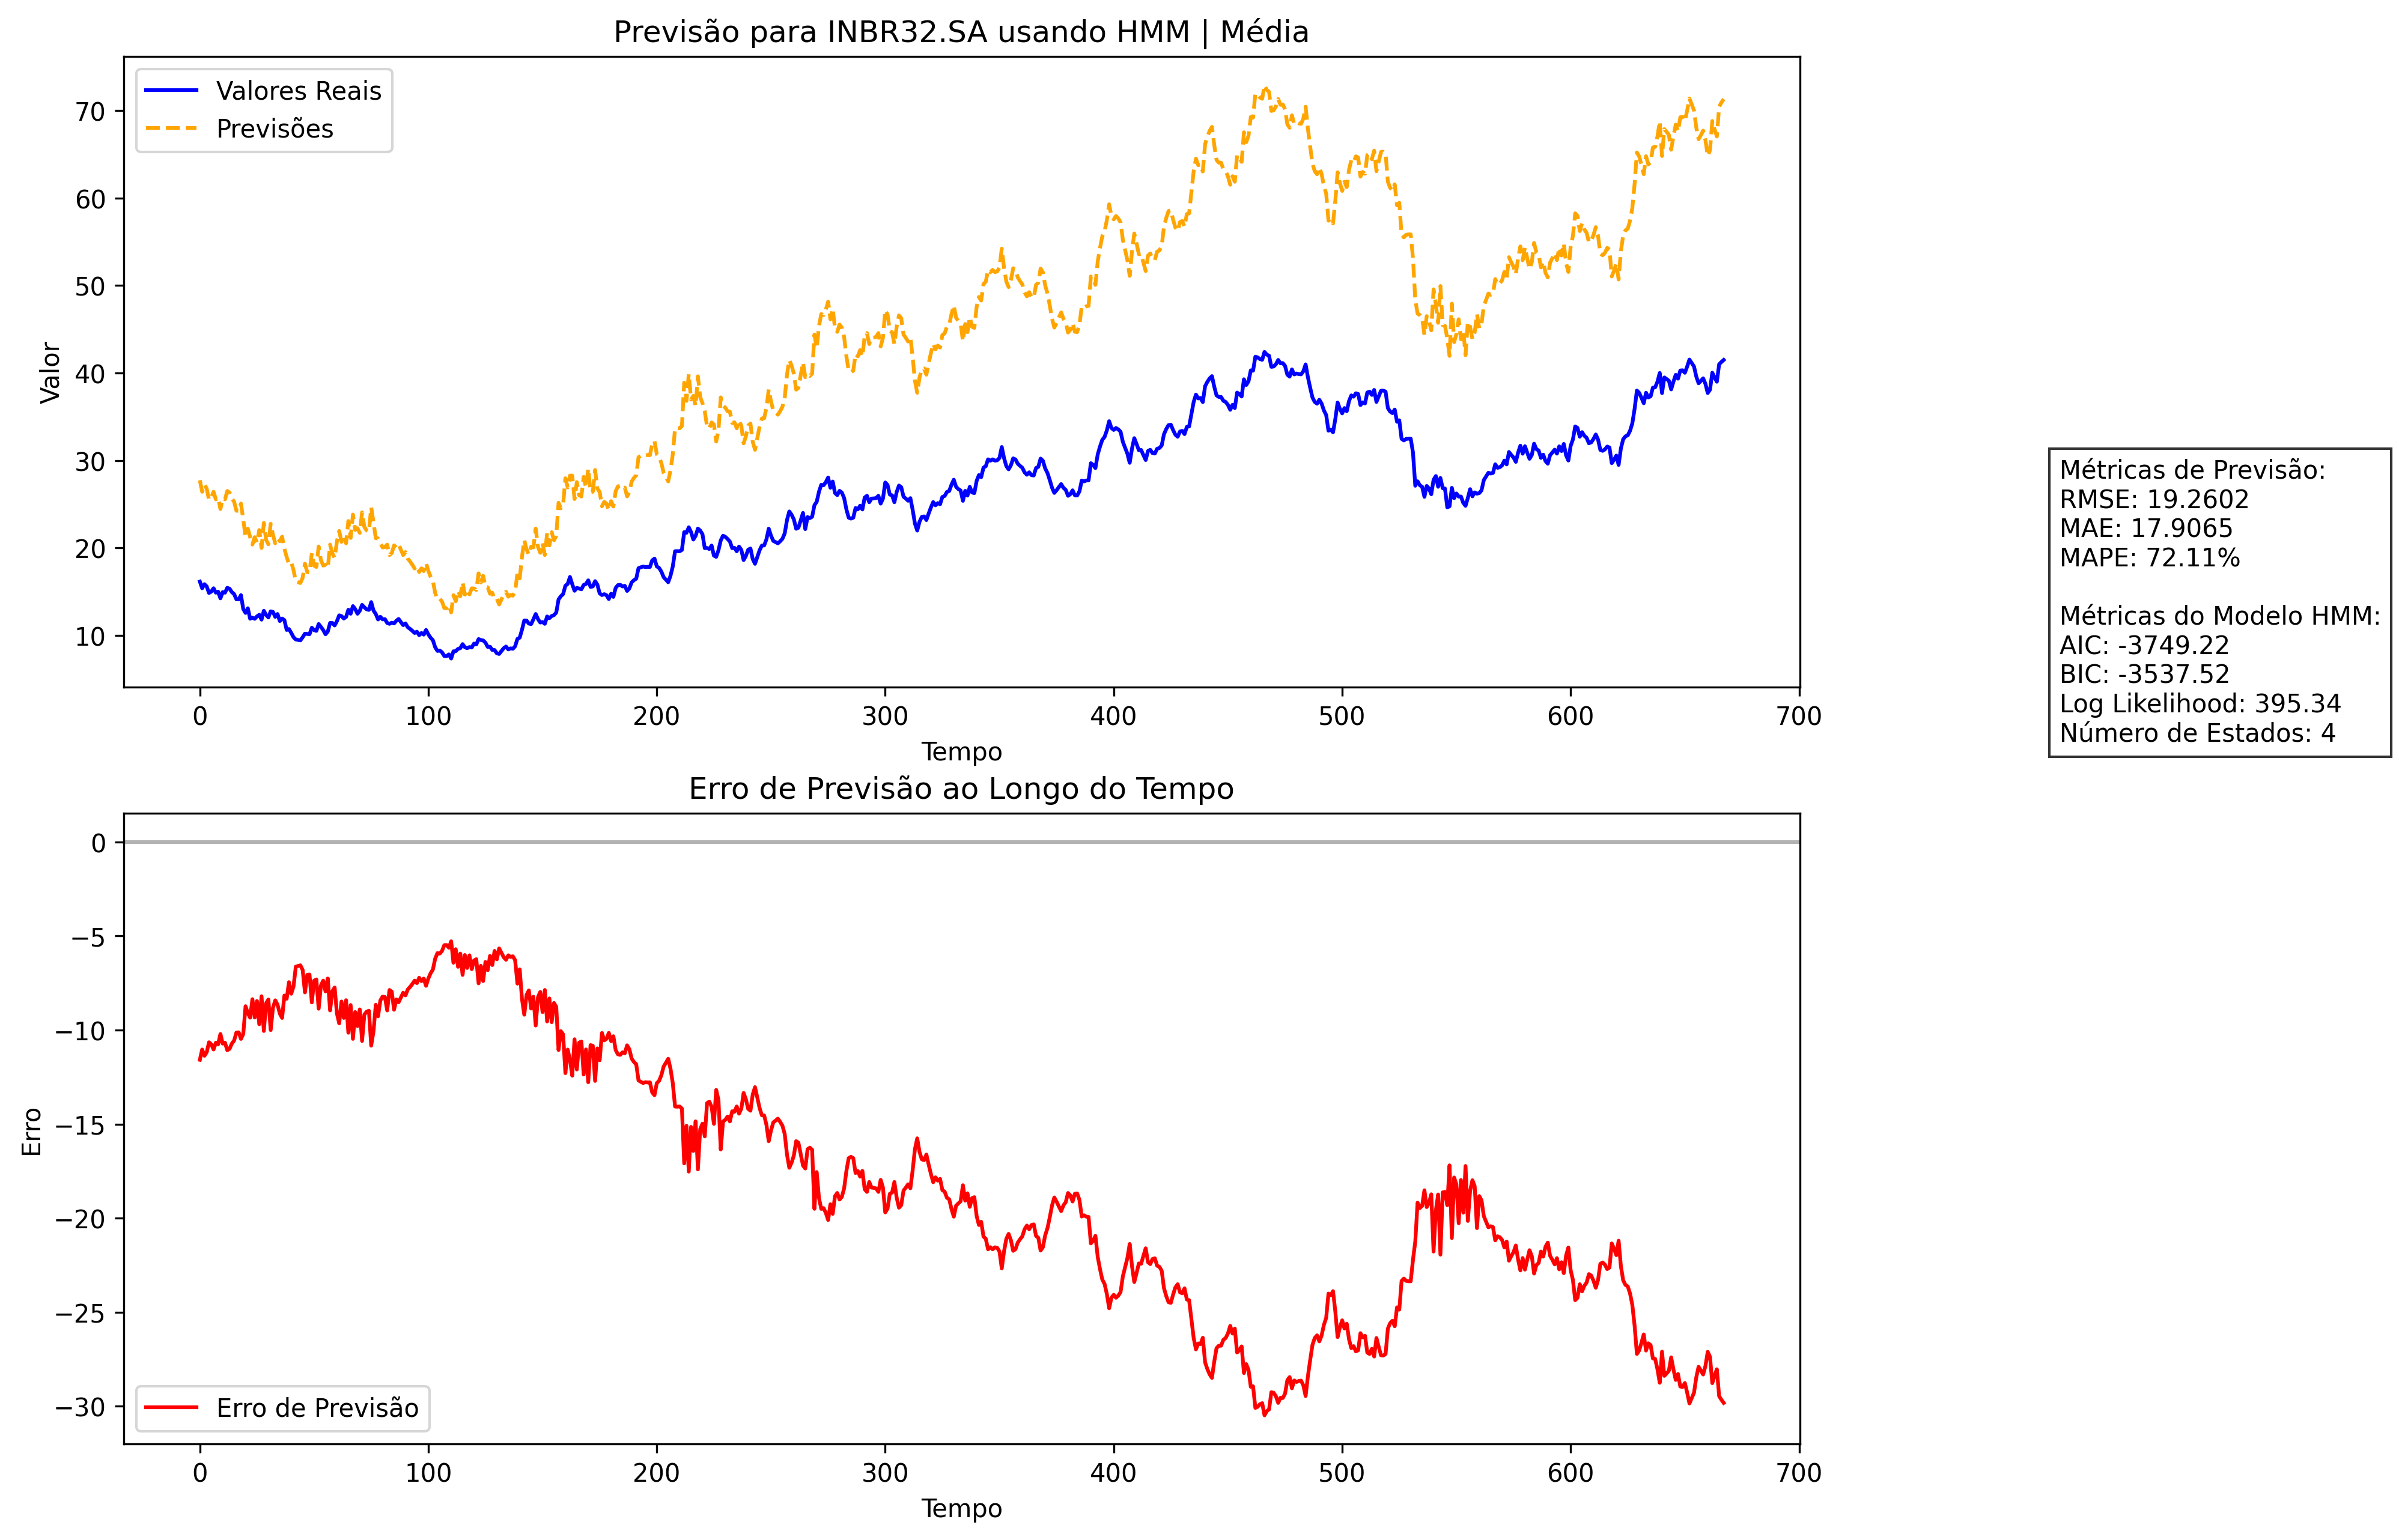 Previsão para INBR32.SA usando HMM | Média
Valores Reais
Previsões
Valor
70
60
50
40
30
20
10
0 100 200 300 400 500 600 700
Tempo
Métricas de Previsão:
RMSE: 19.2602
MAE: 17.9065
MAPE: 72.11%
Métricas do Modelo HMM:
AIC: -3749.22
BIC: -3537.52
Log Likelihood: 395.34
Número de Estados: 4
Erro de Previsão ao Longo do Tempo
Erro
0
−5
−10
−15
−20
−25
−30
Erro de Previsão
0 100 200 300 400 500 600 700
Tempo